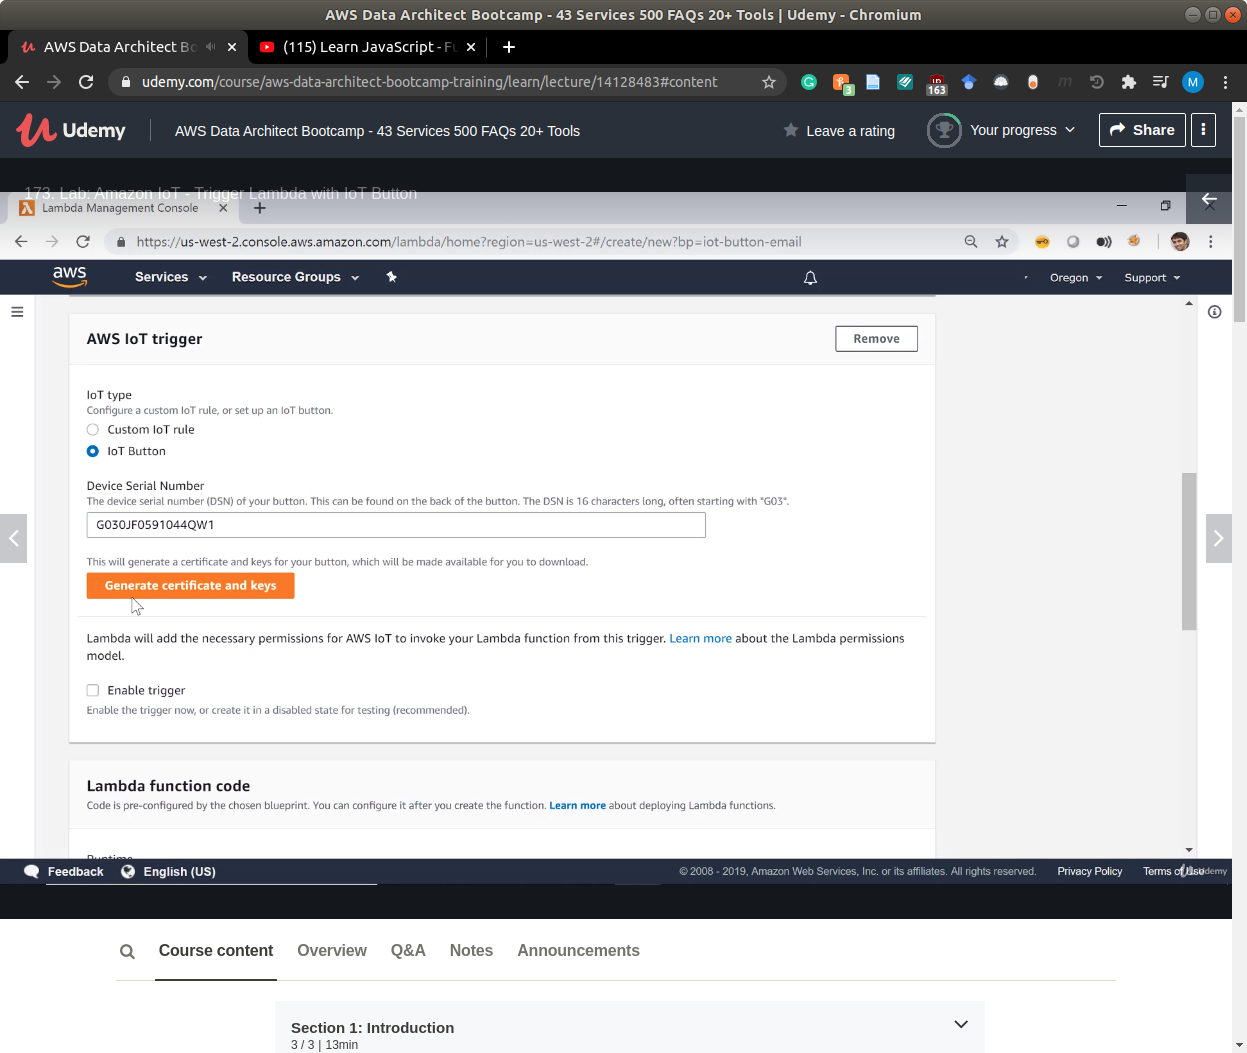 AWS Data Architect Bootcamp - 43 Services 500 FAQs 20+ Tools | Udemy - Chromium
AWS Data Architect Bo
(115) Learn JavaScript - Fu
udemy.com/course/aws-data-architect-bootcamp-training/learn/lecture/14128483#content
3
163
M
Udemy
AWS Data Architect Bootcamp - 43 Services 500 FAQs 20+ Tools
Leave a rating
Your progress
Share
173. Lab: Amazon IoT - Trigger Lambda with IoT Button
Lambda Management Console
https://us-west-2.console.aws.amazon.com/lambda/home?region=us-west-2#/create/new?bp=iot-button-email
aws
Services
Resource Groups
Oregon
Support
AWS IoT trigger
Remove
IoT type
Configure a custom IoT rule, or set up an IoT button.
Custom IoT rule
IoT Button
Device Serial Number
The device serial number (DSN) of your button. This can be found on the back of the button. The DSN is 16 characters long, often starting with "G03".
G030JF0591044QW1
This will generate a certificate and keys for your button, which will be made available for you to download.
Generate certificate and keys
Lambda will add the necessary permissions for AWS IoT to invoke your Lambda function from this trigger. Learn more about the Lambda permissions
model.
Enable trigger
Enable the trigger now, or create it in a disabled state for testing (recommended).
Lambda function code
Code is pre-configured by the chosen blueprint. You can configure it after you create the function. Learn more about deploying Lambda functions.
Runtime
Feedback
English (US)
© 2008 - 2019, Amazon Web Services, Inc. or its affiliates. All rights reserved.
Privacy Policy
Terms of Use
Udemy
Course content
Overview
Q&A
Notes
Announcements
Section 1: Introduction
3 / 3 | 13min